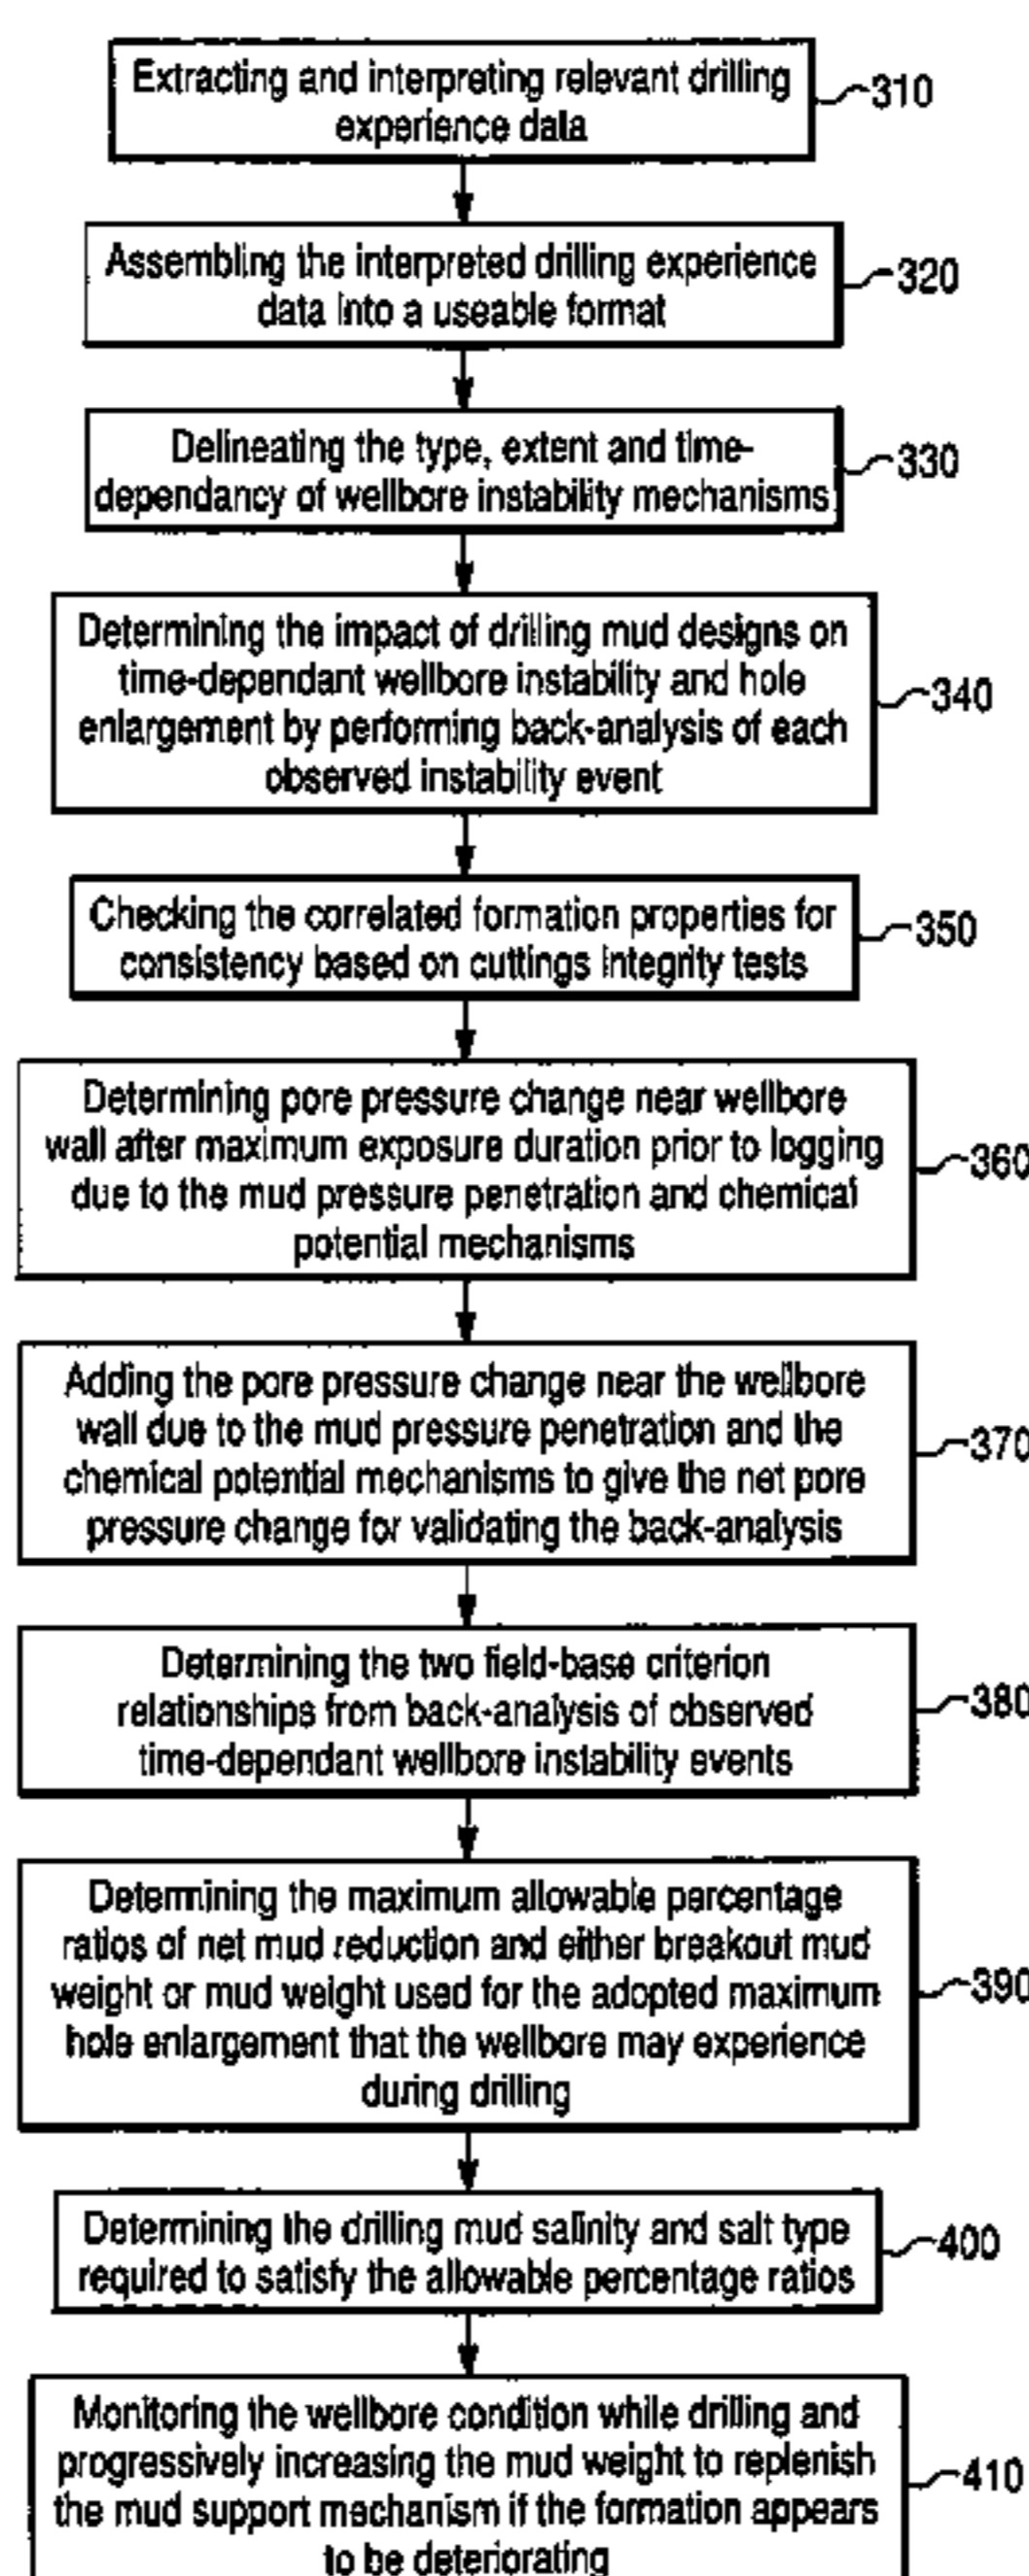 Extracting and interpreting relevant drilling
experience data
310
Assembling the interpreted drilling experience
data into a useable format
320
Delineating the type, extent and time-
dependancy of wellbore instability mechanisms
330
Determining the impact of drilling mud designs on
time-dependant wellbore instability and hole
enlargement by performing back-analysis of each
observed instability event
340
Checking the correlated formation properties for
consistency based on cuttings integrity tests
350
Determining pore pressure change near wellbore
wall after maximum exposure duration prior to logging
due to the mud pressure penetration and chemical
potential mechanisms
360
Adding the pore pressure change near the wellbore
wall due to the mud pressure penetration and the
chemical potential mechanisms to give the net pore
pressure change for validating the back-analysis
370
Determining the two field-base criterion
relationships from back-analysis of observed
time-dependant wellbore instability events
380
Determining the maximum allowable percentage
ratios of net mud reduction and either breakout mud
weight or mud weight used for the adopted maximum
hole enlargement that the wellbore may experience
during drilling
390
Determining the drilling mud salinity and salt type
required to satisfy the allowable percentage ratios
400
Monitoring the wellbore condition while drilling and
progressively increasing the mud weight to replenish
the mud support mechanism if the formation appears
to be deteriorating
410